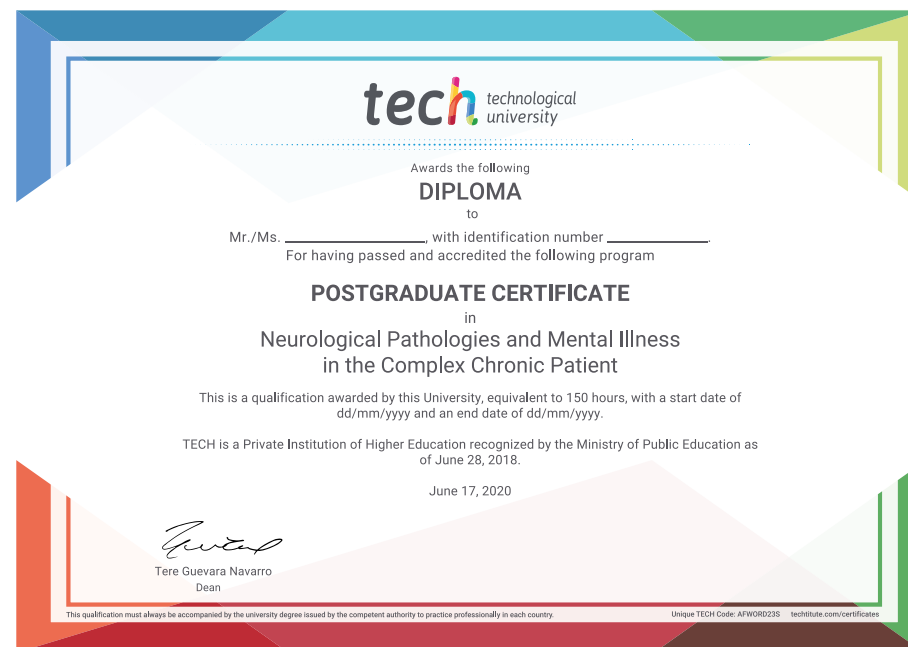 tech technological
university
Awards the following
DIPLOMA
to
Mr./Ms. ____________________, with identification number ______________.
For having passed and accredited the following program
POSTGRADUATE CERTIFICATE
in
Neurological Pathologies and Mental Illness
in the Complex Chronic Patient
This is a qualification awarded by this University, equivalent to 150 hours, with a start date of
dd/mm/yyyy and an end date of dd/mm/yyyy.
TECH is a Private Institution of Higher Education recognized by the Ministry of Public Education as
of June 28, 2018.
June 17, 2020
Tere Guevara Navarro
Dean
This qualification must always be accompanied by the university degree issued by the competent authority to practice professionally in each country.
Unique TECH Code: AFWORD23S techtitute.com/certificates